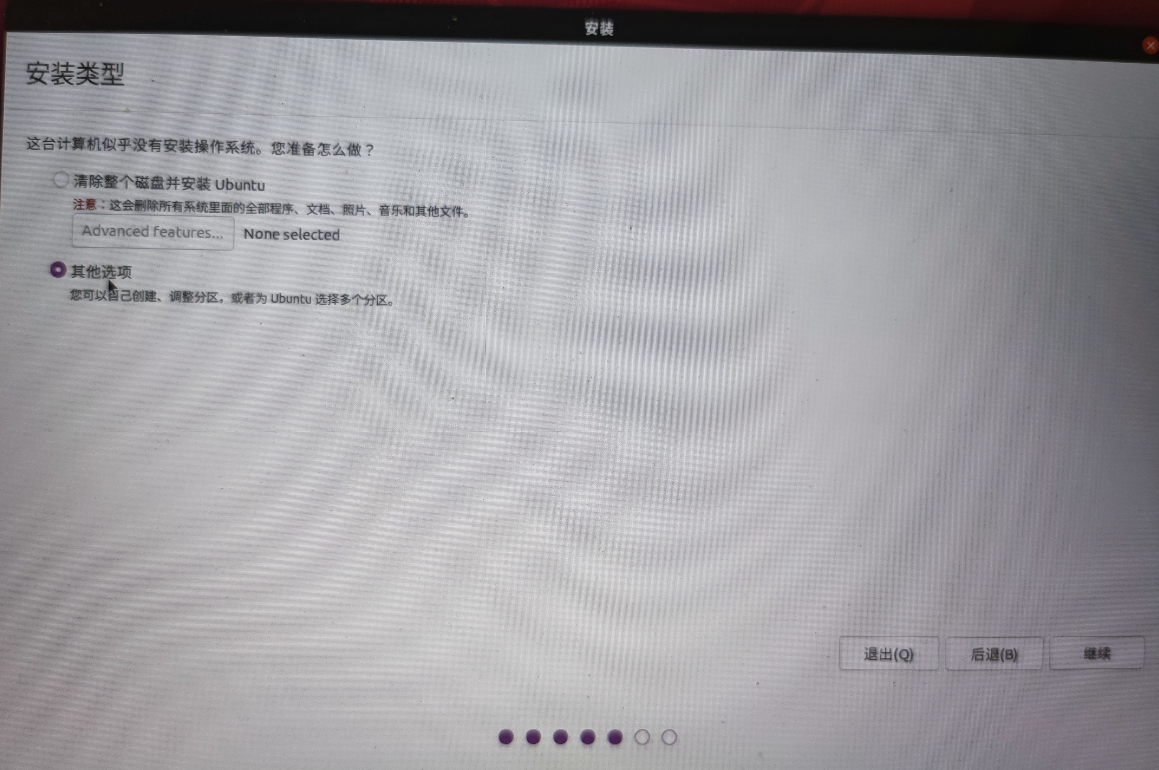 安装
安装类型
这台计算机似乎没有安装操作系统。您准备怎么做？
清除整个磁盘并安装 Ubuntu
注意：这会删除所有系统里面的全部程序、文档、照片、音乐和其他文件。
Advanced features... None selected
其他选项
您可以自己创建、调整分区，或者为 Ubuntu 选择多个分区。
退出(Q) 后退(B) 继续